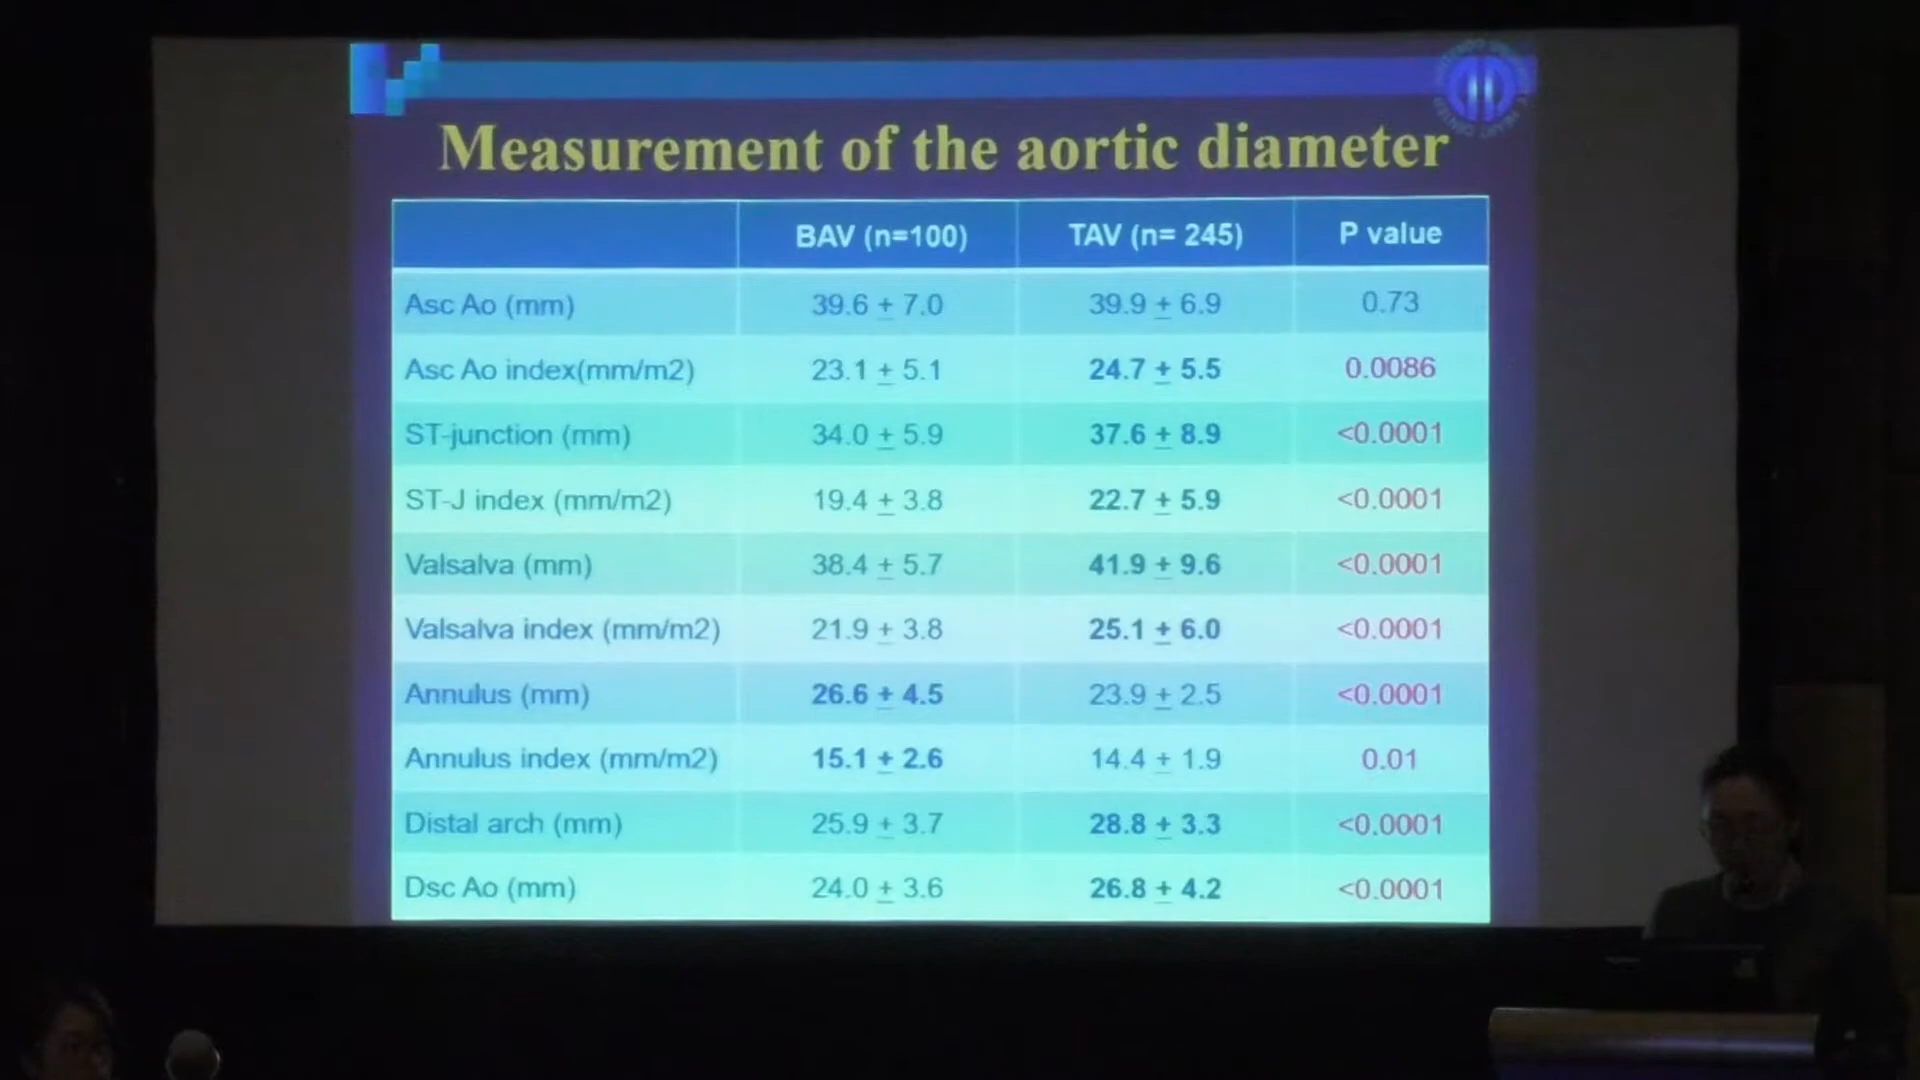 Measurement of the aortic diameter
BAV (n=100) TAV (n= 245) P value
Asc Ao (mm) 39.6 ± 7.0 39.9 ± 6.9 0.73
Asc Ao index(mm/m2) 23.1 ± 5.1 24.7 ± 5.5 0.0086
ST-junction (mm) 34.0 ± 5.9 37.6 ± 8.9 <0.0001
ST-J index (mm/m2) 19.4 ± 3.8 22.7 ± 5.9 <0.0001
Valsalva (mm) 38.4 ± 5.7 41.9 ± 9.6 <0.0001
Valsalva index (mm/m2) 21.9 ± 3.8 25.1 ± 6.0 <0.0001
Annulus (mm) 26.6 ± 4.5 23.9 ± 2.5 <0.0001
Annulus index (mm/m2) 15.1 ± 2.6 14.4 ± 1.9 0.01
Distal arch (mm) 25.9 ± 3.7 28.8 ± 3.3 <0.0001
Dsc Ao (mm) 24.0 ± 3.6 26.8 ± 4.2 <0.0001